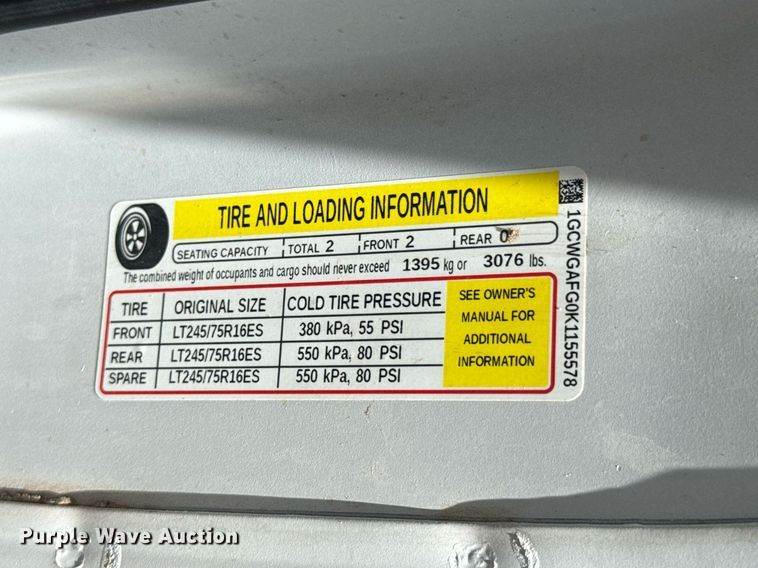 TIRE AND LOADING INFORMATION
SEATING CAPACITY TOTAL 2 FRONT 2 REAR 0
The combined weight of occupants and cargo should never exceed 1395 kg or 3076 lbs.
TIRE ORIGINAL SIZE COLD TIRE PRESSURE
FRONT LT245/75R16ES 380 kPa, 55 PSI
REAR LT245/75R16ES 550 kPa, 80 PSI
SPARE LT245/75R16ES 550 kPa, 80 PSI
SEE OWNER'S
MANUAL FOR
ADDITIONAL
INFORMATION
1GCWGAFG0K1155578
Purple Wave Auction